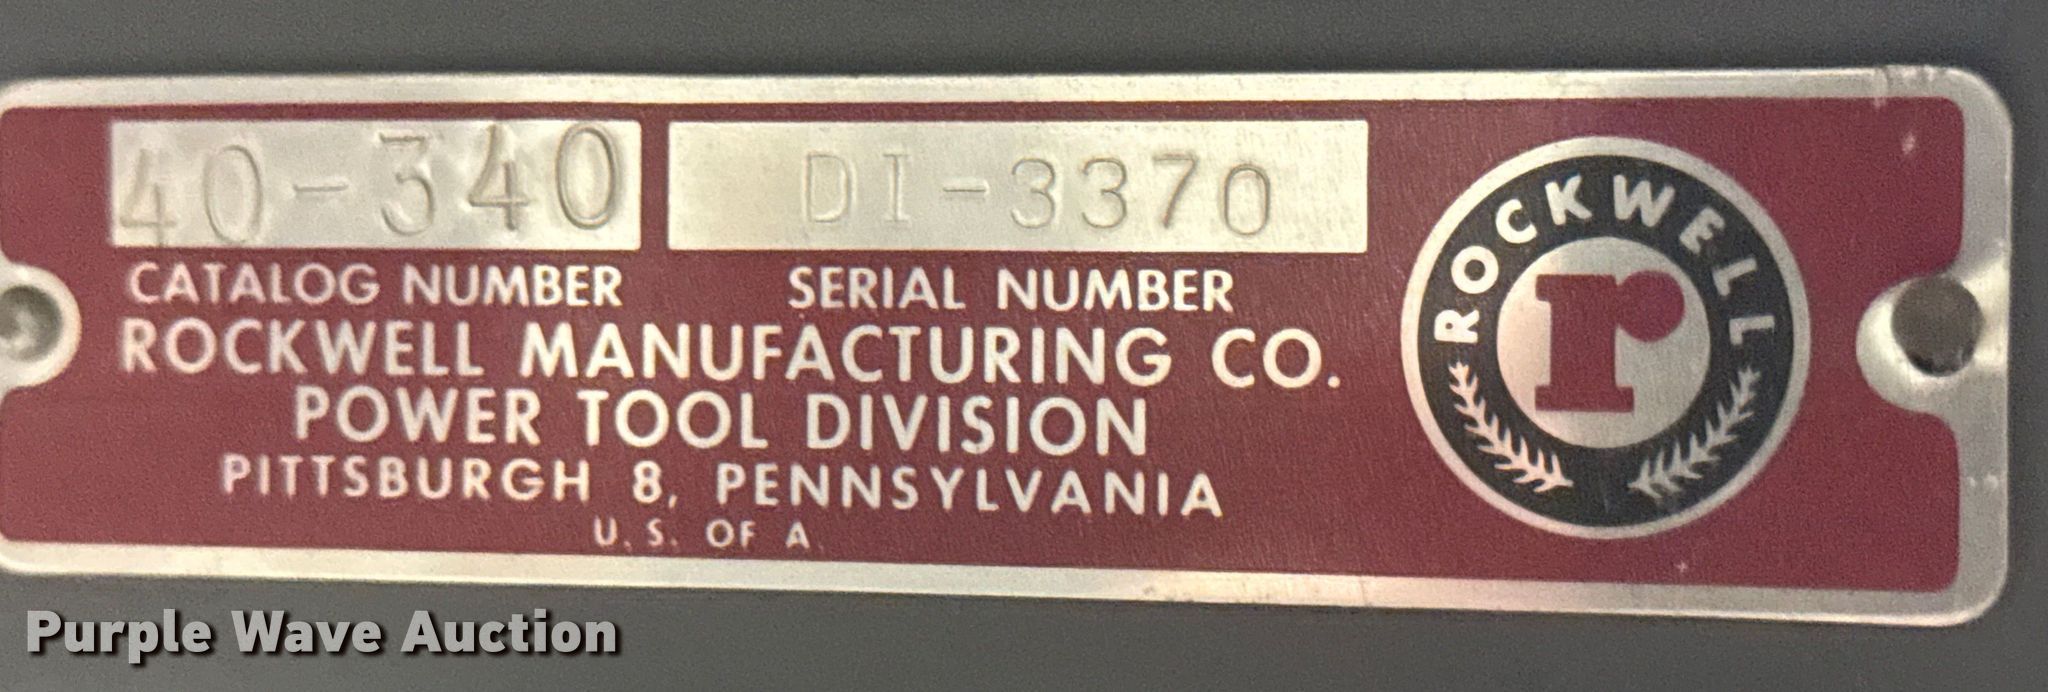 40-340 DI-3370
CATALOG NUMBER SERIAL NUMBER
ROCKWELL MANUFACTURING CO.
POWER TOOL DIVISION
PITTSBURGH 8, PENNSYLVANIA
U. S. OF A.
ROCKWELL
r
Purple Wave Auction